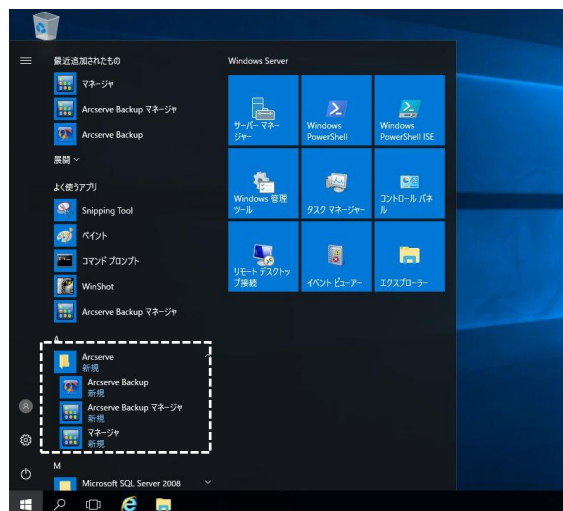 最近追加されたもの
マネージャ
Arcserve Backup マネージャ
Arcserve Backup
展開
よく使うアプリ
Snipping Tool
ペイント
コマンド プロンプト
WinShot
Arcserve Backup マネージャ
A
Arcserve
新規
Arcserve Backup
新規
Arcserve Backup マネージャ
新規
マネージャ
新規
M
Microsoft SQL Server 2008
Windows Server
サーバー マネー
ジャー
Windows
PowerShell
Windows
PowerShell ISE
Windows 管理
ツール
タスク マネージャー
コントロール パネ
ル
リモート デスクトッ
プ接続
イベント ビューアー
エクスプローラー